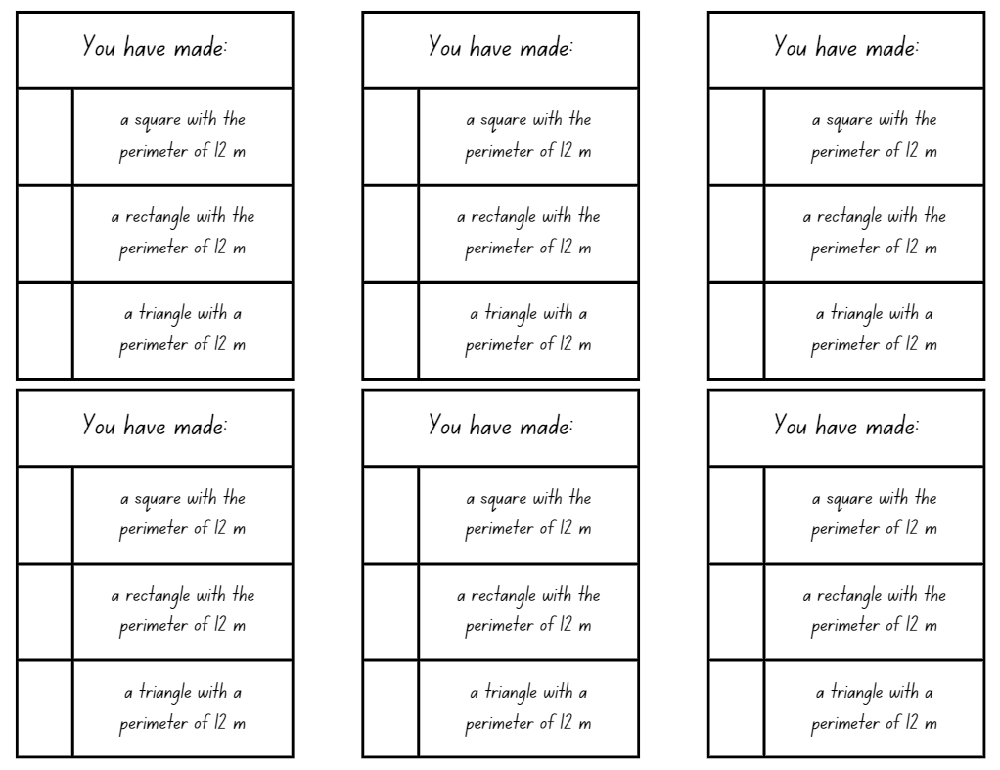 You have made:
a square with the
perimeter of 12 m
a rectangle with the
perimeter of 12 m
a triangle with a
perimeter of 12 m
You have made:
a square with the
perimeter of 12 m
a rectangle with the
perimeter of 12 m
a triangle with a
perimeter of 12 m
You have made:
a square with the
perimeter of 12 m
a rectangle with the
perimeter of 12 m
a triangle with a
perimeter of 12 m
You have made:
a square with the
perimeter of 12 m
a rectangle with the
perimeter of 12 m
a triangle with a
perimeter of 12 m
You have made:
a square with the
perimeter of 12 m
a rectangle with the
perimeter of 12 m
a triangle with a
perimeter of 12 m
You have made:
a square with the
perimeter of 12 m
a rectangle with the
perimeter of 12 m
a triangle with a
perimeter of 12 m